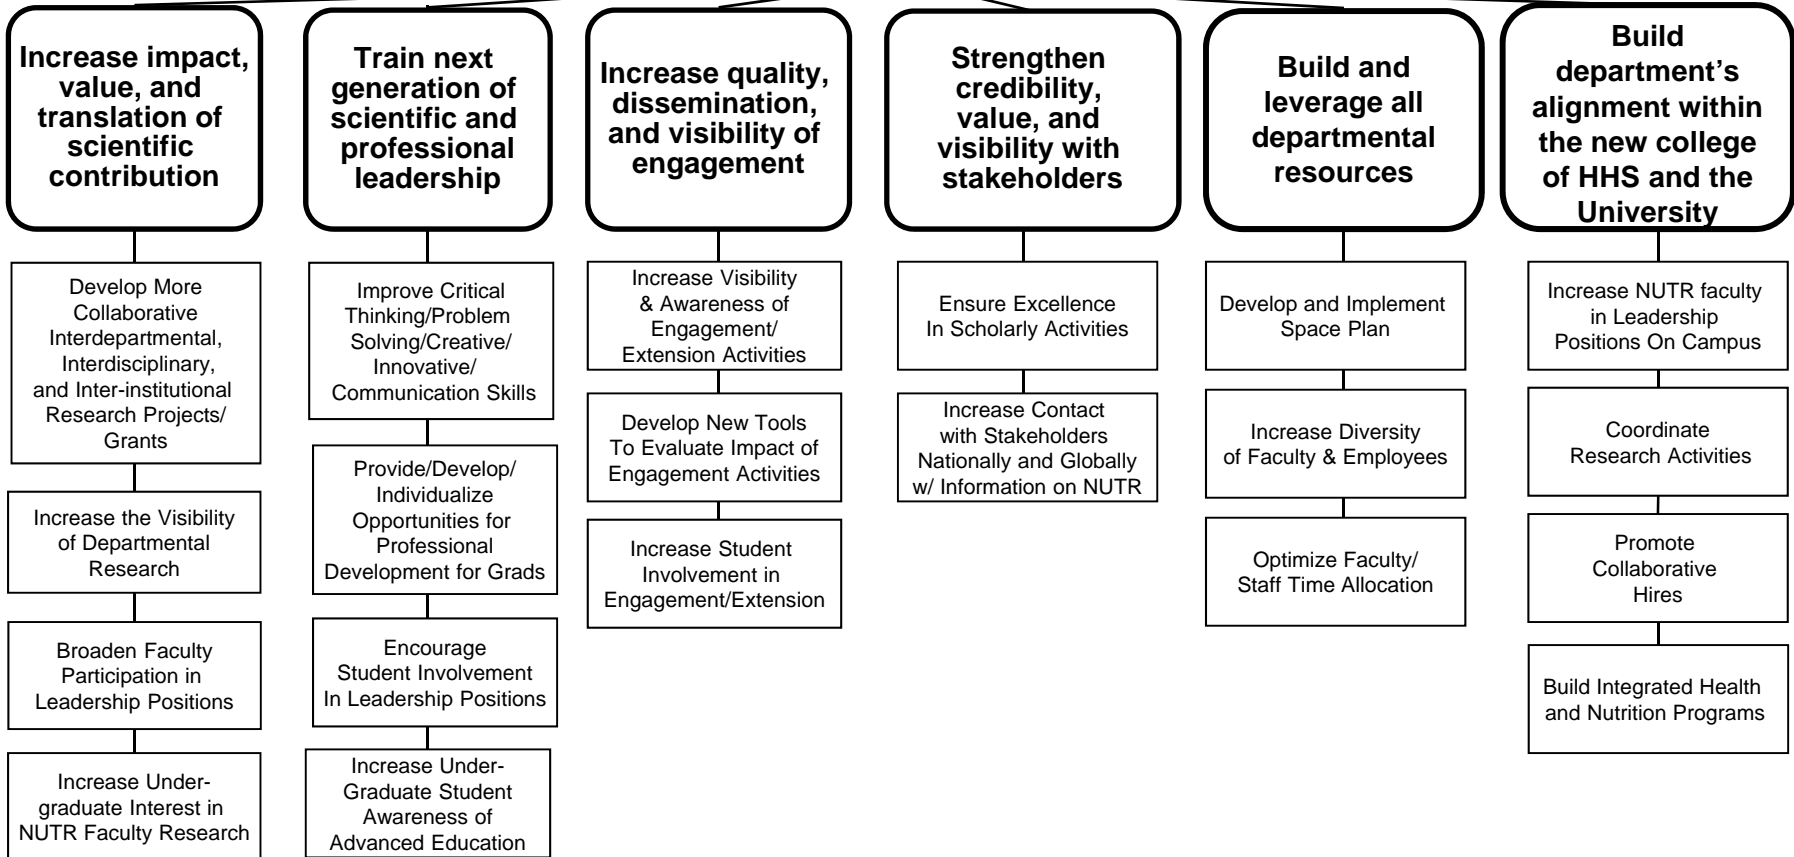 Increase impact,
value, and
translation of
scientific
contribution
Develop More
Collaborative
Interdepartmental,
Interdisciplinary,
and Inter-institutional
Research Projects/
Grants
Increase the Visibility
of Departmental
Research
Broaden Faculty
Participation in
Leadership Positions
Increase Under-
graduate Interest in
NUTR Faculty Research
Train next
generation of
scientific and
professional
leadership
Improve Critical
Thinking/Problem
Solving/Creative/
Innovative/
Communication Skills
Provide/Develop/
Individualize
Opportunities for
Professional
Development for Grads
Encourage
Student Involvement
In Leadership Positions
Increase Under-
Graduate Student
Awareness of
Advanced Education
Increase quality,
dissemination,
and visibility of
engagement
Increase Visibility
& Awareness of
Engagement/
Extension Activities
Develop New Tools
To Evaluate Impact of
Engagement Activities
Increase Student
Involvement in
Engagement/Extension
Strengthen
credibility,
value, and
visibility with
stakeholders
Ensure Excellence
In Scholarly Activities
Increase Contact
with Stakeholders
Nationally and Globally
w/ Information on NUTR
Build and
leverage all
departmental
resources
Develop and Implement
Space Plan
Increase Diversity
of Faculty & Employees
Optimize Faculty/
Staff Time Allocation
Build
department’s
alignment within
the new college
of HHS and the
University
Increase NUTR faculty
in Leadership
Positions On Campus
Coordinate
Research Activities
Promote
Collaborative
Hires
Build Integrated Health
and Nutrition Programs